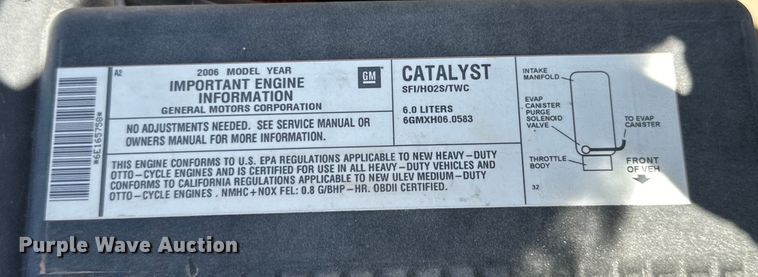 A2
2006 MODEL YEAR
IMPORTANT ENGINE
INFORMATION
GENERAL MOTORS CORPORATION
GM
CATALYST
SFI/HO2S/TWC
6.0 LITERS
6GMXH06.0583
NO ADJUSTMENTS NEEDED. SEE SERVICE MANUAL OR
OWNERS MANUAL FOR MORE INFORMATION.
THIS ENGINE CONFORMS TO U.S. EPA REGULATIONS APPLICABLE TO NEW HEAVY-DUTY
OTTO-CYCLE ENGINES AND IS CERTIFIED FOR USE IN ALL HEAVY-DUTY VEHICLES AND
CONFORMS TO CALIFORNIA REGULATIONS APPLICABLE TO NEW ULEV MEDIUM-DUTY
OTTO-CYCLE ENGINES. NMHC+NOX FEL: 0.8 G/BHP-HR. OBDII CERTIFIED.
*6E165758*
INTAKE
MANIFOLD
EVAP
CANISTER
PURGE
SOLENOID
VALVE
TO EVAP
CANISTER
THROTTLE
BODY
FRONT
OF VEH
32
Purple Wave Auction